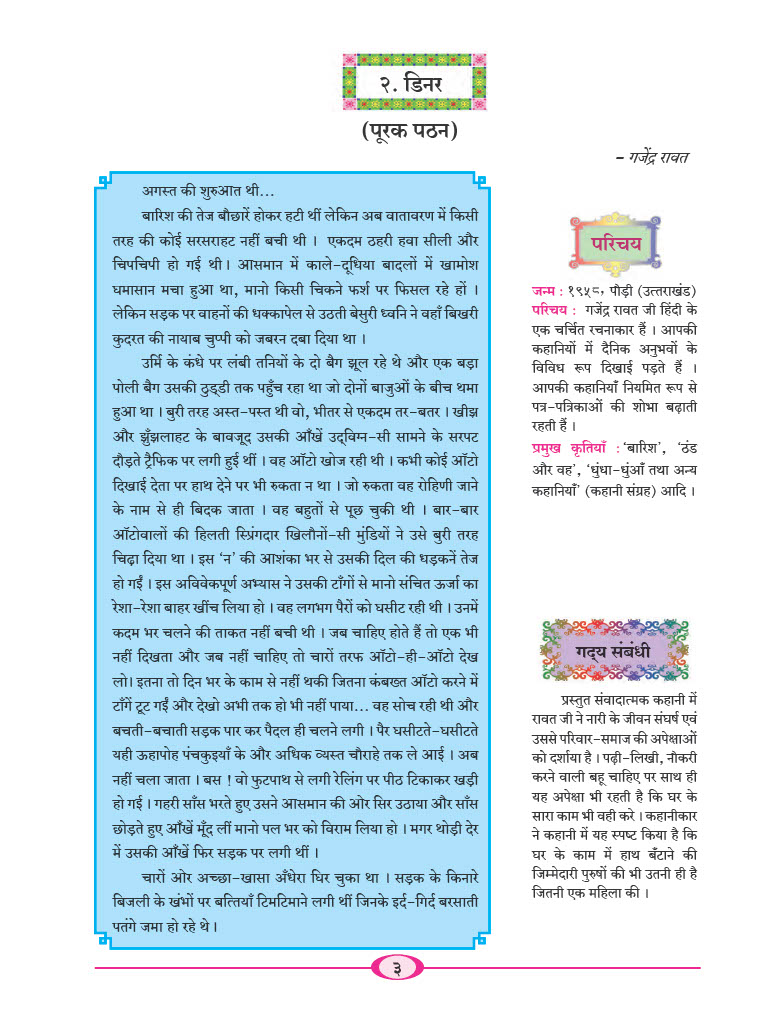 २. डिनर
(पूरक पठन)
– गजेंद्र रावत
अगस्त की शुरुआत थी...
बारिश की तेज बौछारें होकर हटी थीं लेकिन अब वातावरण में किसी
तरह की कोई सरसराहट नहीं बची थी । एकदम ठहरी हवा सीली और
चिपचिपी हो गई थी। आसमान में काले-दूधिया बादलों में खामोश
घमासान मचा हुआ था, मानो किसी चिकने फर्श पर फिसल रहे हों ।
लेकिन सड़क पर वाहनों की धक्कापेल से उठती बेसुरी ध्वनि ने वहाँ बिखरी
कुदरत की नायाब चुप्पी को जबरन दबा दिया था ।
उर्मि के कंधे पर लंबी तनियों के दो बैग झूल रहे थे और एक बड़ा
पोली बैग उसकी ठुड्डी तक पहुँच रहा था जो दोनों बाजुओं के बीच थमा
हुआ था । बुरी तरह अस्त-पस्त थी वो, भीतर से एकदम तर-बतर । खीझ
और झुँझलाहट के बावजूद उसकी आँखें उद्‌विग्न-सी सामने के सरपट
दौड़ते ट्रैफिक पर लगी हुई थीं । वह ऑटो खोज रही थी । कभी कोई ऑटो
दिखाई देता पर हाथ देने पर भी रुकता न था । जो रुकता वह रोहिणी जाने
के नाम से ही बिदक जाता । वह बहुतों से पूछ चुकी थी । बार-बार
ऑटोवालों की हिलती स्प्रिंगदार खिलौनों-सी मुंडियों ने उसे बुरी तरह
चिढ़ा दिया था । इस ‘न’ की आशंका भर से उसकी दिल की धड़कनें तेज
हो गईं । इस अविवेकपूर्ण अभ्यास ने उसकी टाँगों से मानो संचित ऊर्जा का
रेशा-रेशा बाहर खींच लिया हो । वह लगभग पैरों को घसीट रही थी । उनमें
कदम भर चलने की ताकत नहीं बची थी । जब चाहिए होते हैं तो एक भी
नहीं दिखता और जब नहीं चाहिए तो चारों तरफ ऑटो-ही-ऑटो देख
लो। इतना तो दिन भर के काम से नहीं थकी जितना कंबख्त ऑटो करने में
टाँगें टूट गईं और देखो अभी तक हो भी नहीं पाया... वह सोच रही थी और
बचती-बचाती सड़क पार कर पैदल ही चलने लगी । पैर घसीटते-घसीटते
यही ऊहापोह पंचकुइयाँ के और अधिक व्यस्त चौराहे तक ले आई । अब
नहीं चला जाता । बस ! वो फुटपाथ से लगी रेलिंग पर पीठ टिकाकर खड़ी
हो गई । गहरी साँस भरते हुए उसने आसमान की ओर सिर उठाया और साँस
छोड़ते हुए आँखें मूँद लीं मानो पल भर को विराम लिया हो । मगर थोड़ी देर
में उसकी आँखें फिर सड़क पर लगी थीं ।
चारों ओर अच्छा-खासा अँधेरा घिर चुका था । सड़क के किनारे
बिजली के खंभों पर बत्तियाँ टिमटिमाने लगी थीं जिनके इर्द-गिर्द बरसाती
पतंगे जमा हो रहे थे ।
परिचय
जन्म : १९५८, पौड़ी (उत्तराखंड)
परिचय : गजेंद्र रावत जी हिंदी के
एक चर्चित रचनाकार हैं । आपकी
कहानियों में दैनिक अनुभवों के
विविध रूप दिखाई पड़ते हैं ।
आपकी कहानियाँ नियमित रूप से
पत्र-पत्रिकाओं की शोभा बढ़ाती
रहती हैं ।
प्रमुख कृतियाँ : ‘बारिश’, ‘ठंड
और वह’, ‘धुंधा-धुंआँ तथा अन्य
कहानियाँ’ (कहानी संग्रह) आदि ।
गद्‌य संबंधी
प्रस्तुत संवादात्मक कहानी में
रावत जी ने नारी के जीवन संघर्ष एवं
उससे परिवार-समाज की अपेक्षाओं
को दर्शाया है । पढ़ी-लिखी, नौकरी
करने वाली बहू चाहिए पर साथ ही
यह अपेक्षा भी रहती है कि घर के
सारा काम भी वही करे । कहानीकार
ने कहानी में यह स्पष्ट किया है कि
घर के काम में हाथ बँटाने की
जिम्मेदारी पुरुषों की भी उतनी ही है
जितनी एक महिला की ।
३